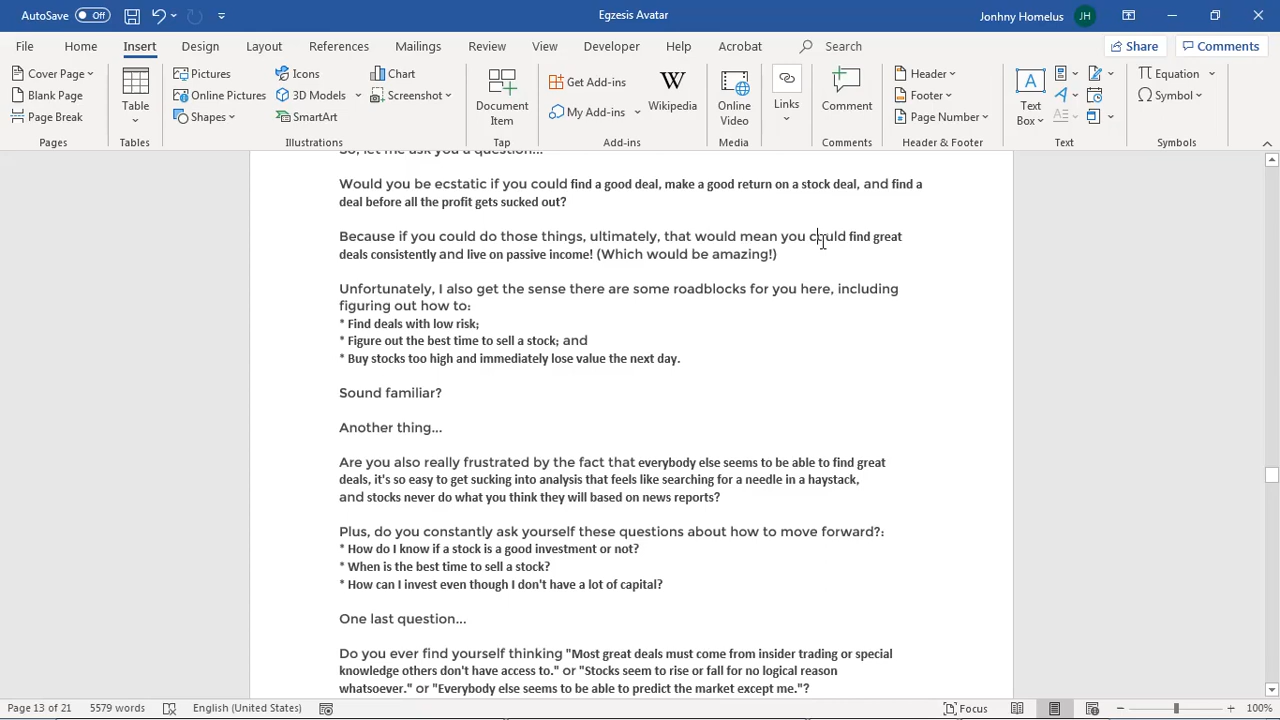 AutoSave Off Egzesis Avatar Jonhny Homelus JH
File Home Insert Design Layout References Mailings Review View Developer Help Acrobat Search Share Comments
Cover Page
Blank Page
Page Break
Pages
Table
Tables
Pictures
Online Pictures
Shapes
Icons
3D Models
SmartArt
Chart
Screenshot
Illustrations
Document Item
Tap
Get Add-ins
My Add-ins
Wikipedia
Add-ins
Online Video
Media
Links
Comment
Comments
Header
Footer
Page Number
Header & Footer
Text Box
Text
Equation
Symbol
Symbols
So, let me ask you a question...
Would you be ecstatic if you could find a good deal, make a good return on a stock deal, and find a
deal before all the profit gets sucked out?
Because if you could do those things, ultimately, that would mean you could find great
deals consistently and live on passive income! (Which would be amazing!)
Unfortunately, I also get the sense there are some roadblocks for you here, including
figuring out how to:
* Find deals with low risk;
* Figure out the best time to sell a stock; and
* Buy stocks too high and immediately lose value the next day.
Sound familiar?
Another thing...
Are you also really frustrated by the fact that everybody else seems to be able to find great
deals, it's so easy to get sucking into analysis that feels like searching for a needle in a haystack,
and stocks never do what you think they will based on news reports?
Plus, do you constantly ask yourself these questions about how to move forward?:
* How do I know if a stock is a good investment or not?
* When is the best time to sell a stock?
* How can I invest even though I don't have a lot of capital?
One last question...
Do you ever find yourself thinking "Most great deals must come from insider trading or special
knowledge others don't have access to." or "Stocks seem to rise or fall for no logical reason
whatsoever." or "Everybody else seems to be able to predict the market except me."?
Page 13 of 21 5579 words English (United States) Focus 100%